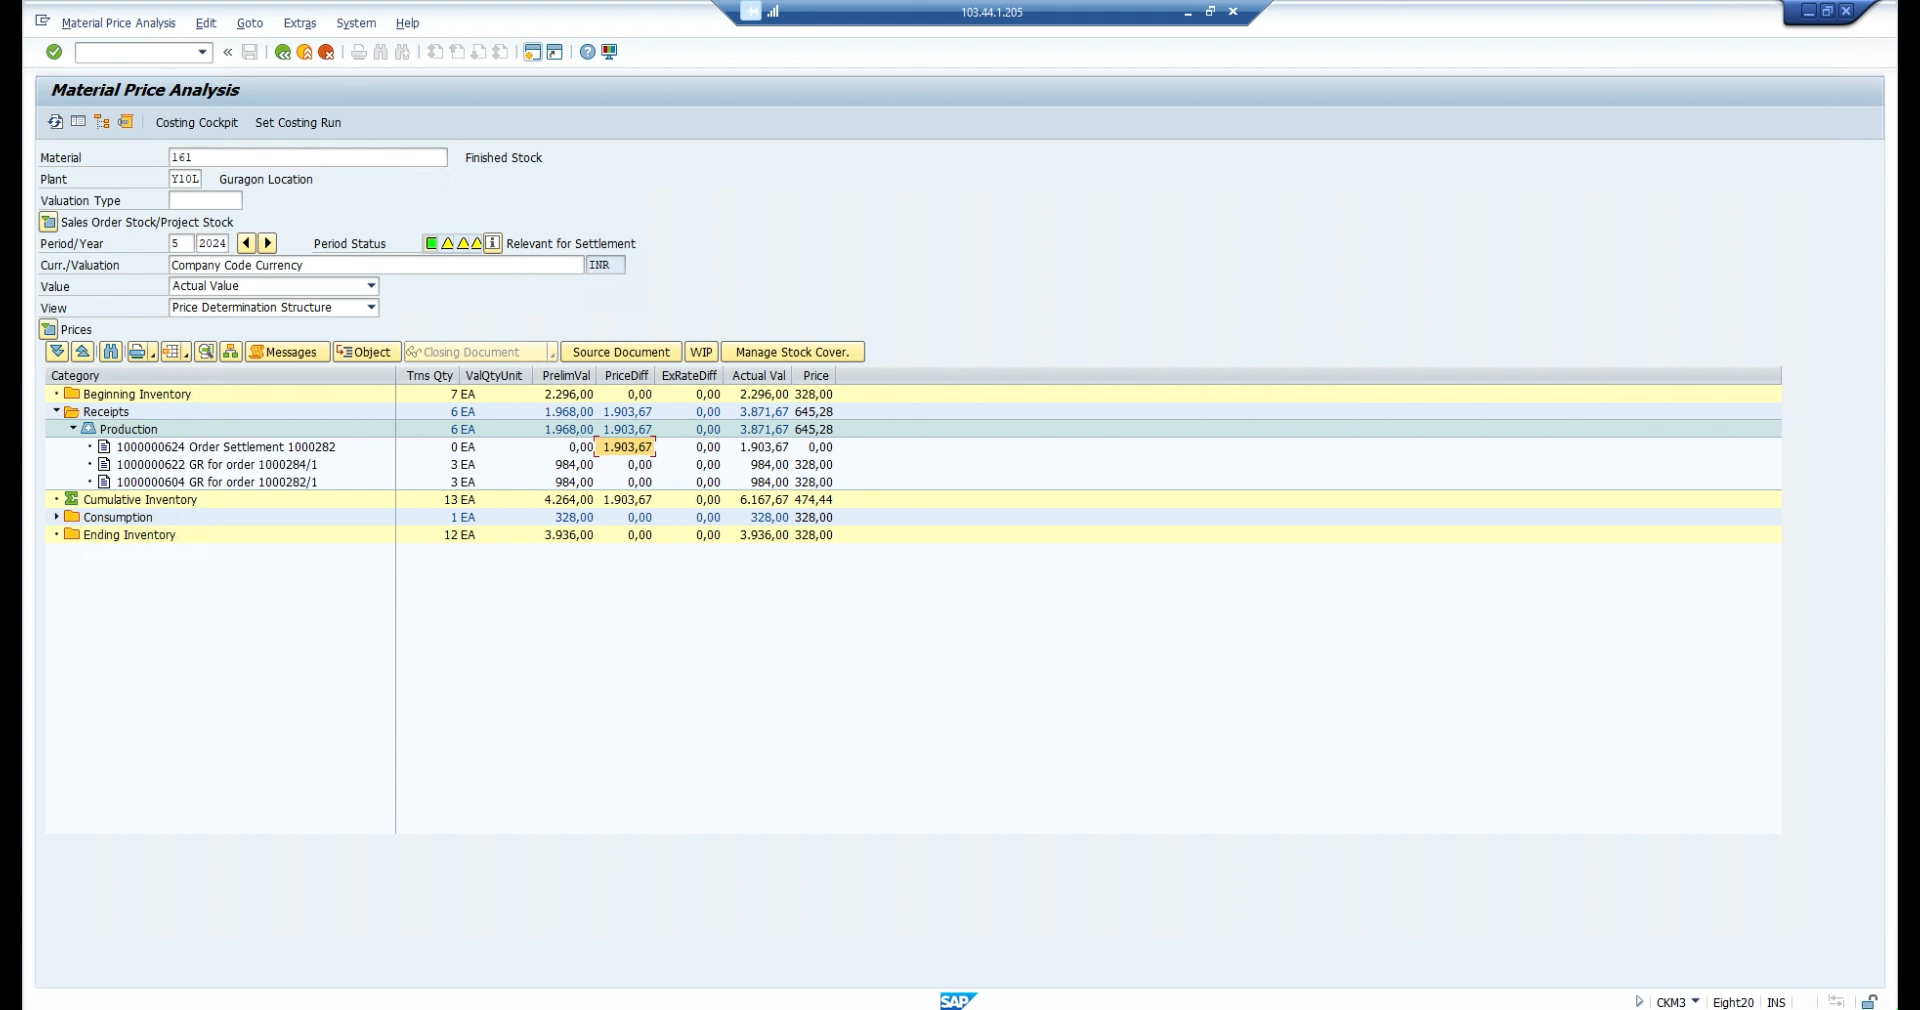 Material Price Analysis Edit Goto Extras System Help
103.44.1.205
Material Price Analysis
Costing Cockpit Set Costing Run
Material 161 Finished Stock
Plant Y10L Guragon Location
Valuation Type
Sales Order Stock/Project Stock
Period/Year 5 2024 Period Status Relevant for Settlement
Curr./Valuation Company Code Currency INR
Value Actual Value
View Price Determination Structure
Prices
Messages Object Closing Document Source Document WIP Manage Stock Cover.
Category Trns Qty ValQtyUnit PrelimVal PriceDiff ExRateDiff Actual Val Price
Beginning Inventory 7 EA 2.296,00 0,00 0,00 2.296,00 328,00
Receipts 6 EA 1.968,00 1.903,67 0,00 3.871,67 645,28
Production 6 EA 1.968,00 1.903,67 0,00 3.871,67 645,28
1000000624 Order Settlement 1000282 0 EA 0,00 1.903,67 0,00 1.903,67 0,00
1000000622 GR for order 1000284/1 3 EA 984,00 0,00 0,00 984,00 328,00
1000000604 GR for order 1000282/1 3 EA 984,00 0,00 0,00 984,00 328,00
Cumulative Inventory 13 EA 4.264,00 1.903,67 0,00 6.167,67 474,44
Consumption 1 EA 328,00 0,00 0,00 328,00 328,00
Ending Inventory 12 EA 3.936,00 0,00 0,00 3.936,00 328,00
SAP
CKM3 Eight20 INS